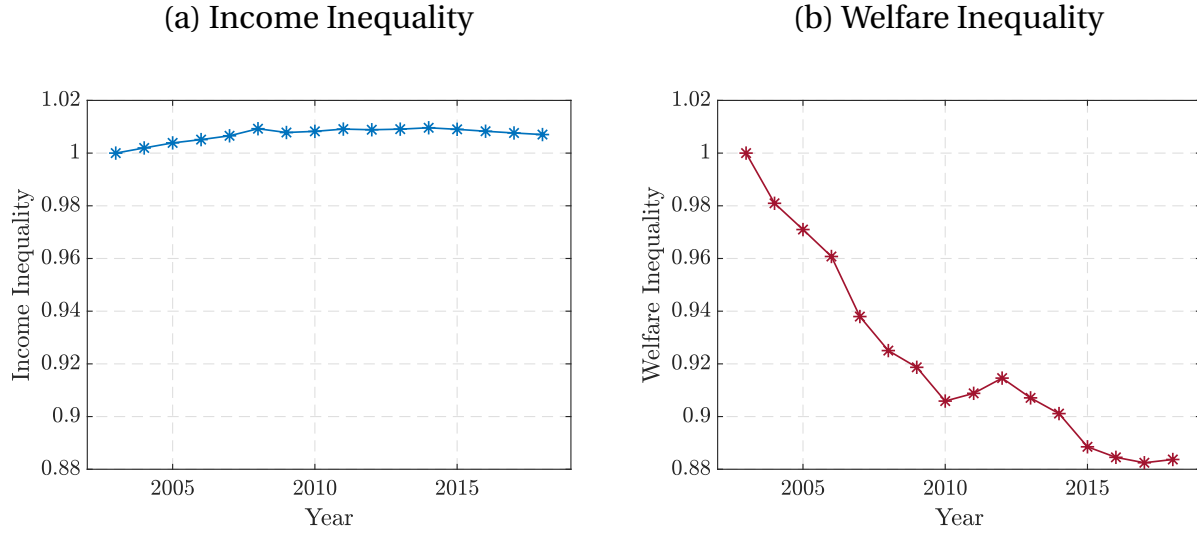 (a) Income Inequality
1.02
1
0.98
0.96
0.94
0.92
0.9
0.88
Income Inequality
2005 2010 2015
Year
(b) Welfare Inequality
1.02
1
0.98
0.96
0.94
0.92
0.9
0.88
Welfare Inequality
2005 2010 2015
Year